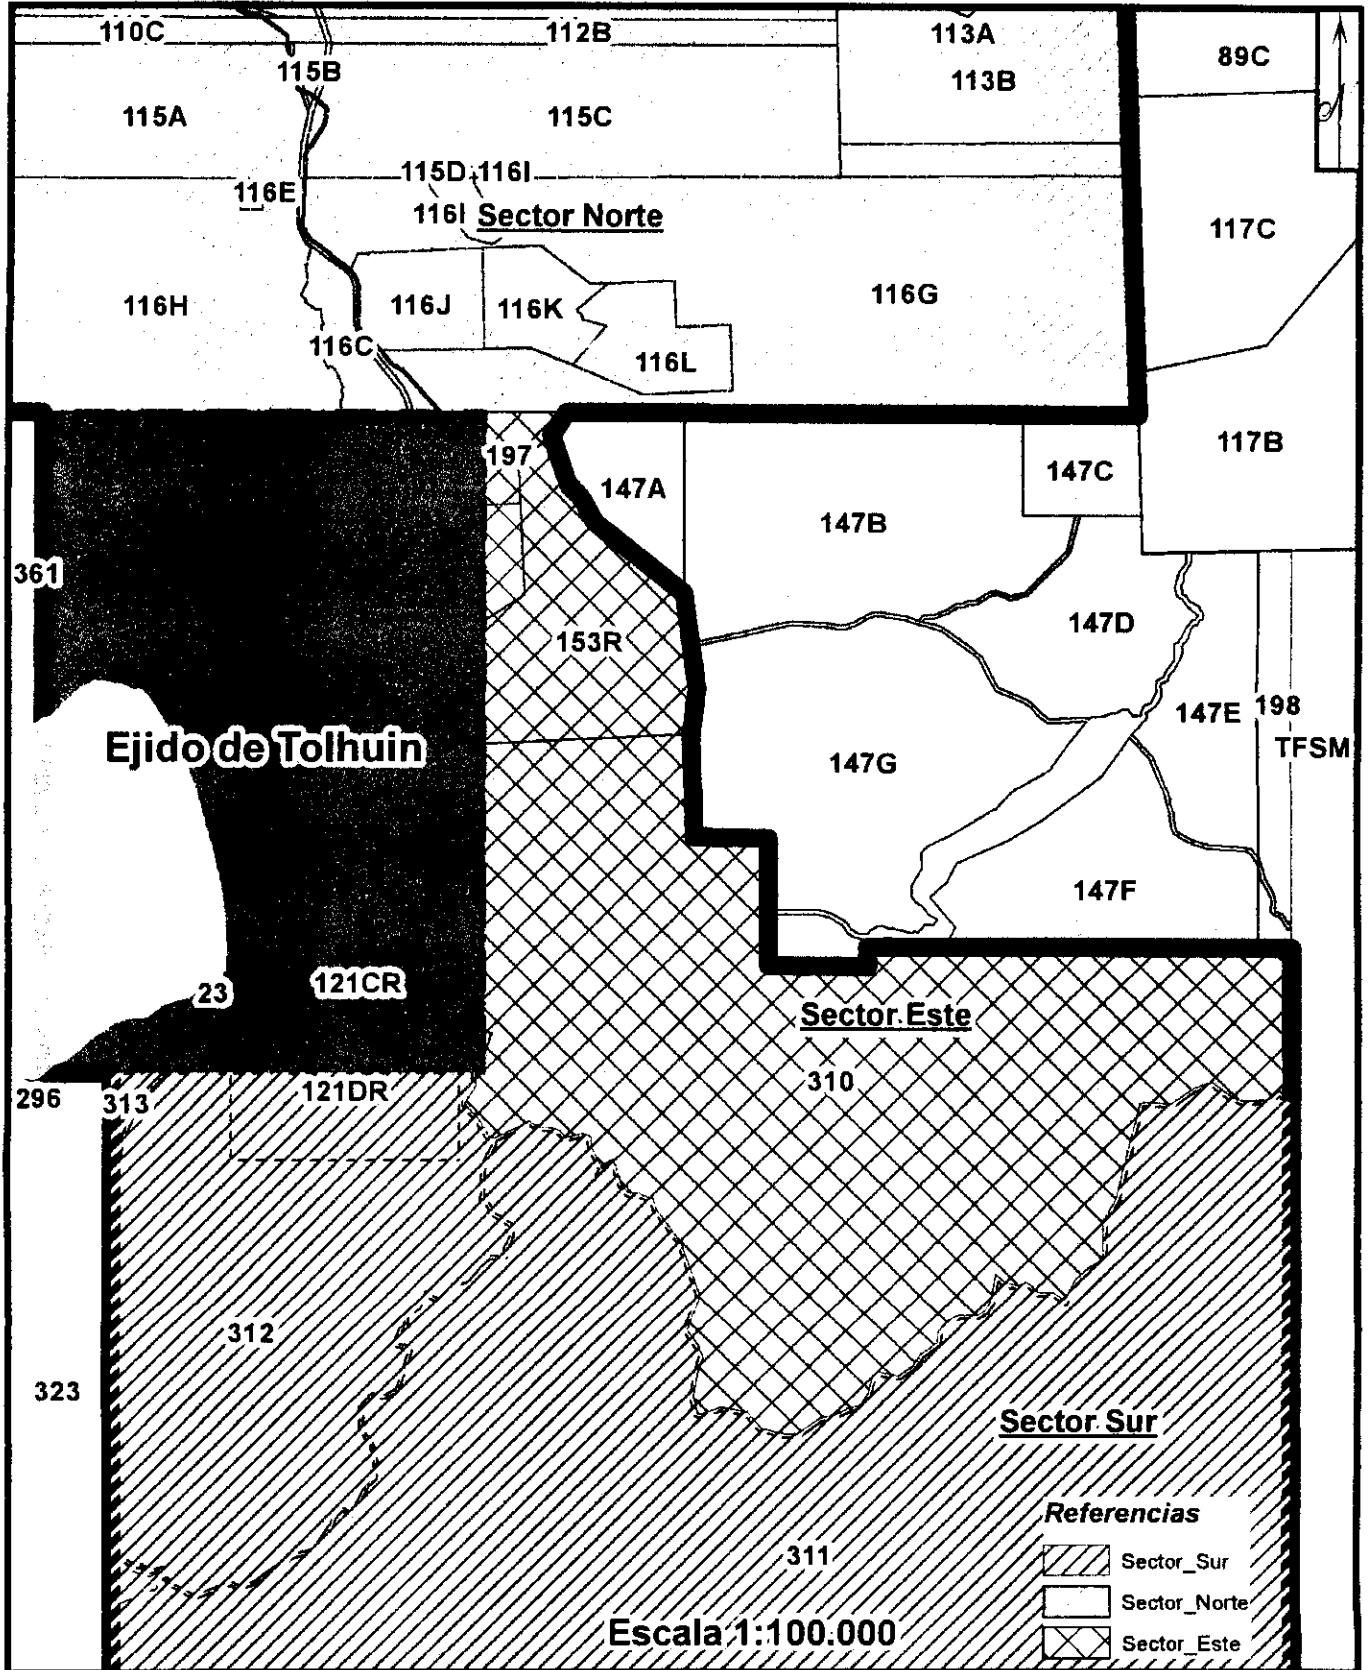 110C
112B
113A
89C
115B
113B
115A
115C
115D 116I
116E
116I Sector Norte
117C
116H
116J
116K
116G
116C
116L
197
147A
147B
147C
117B
361
153R
147D
147E
198
Ejido de Tolhuin
147G
TFSM
147F
23
121CR
Sector Este
296
313
121DR
310
312
323
Sector Sur
Referencias
311
Sector_Sur
Sector_Norte
Escala 1:100.000
Sector_Este